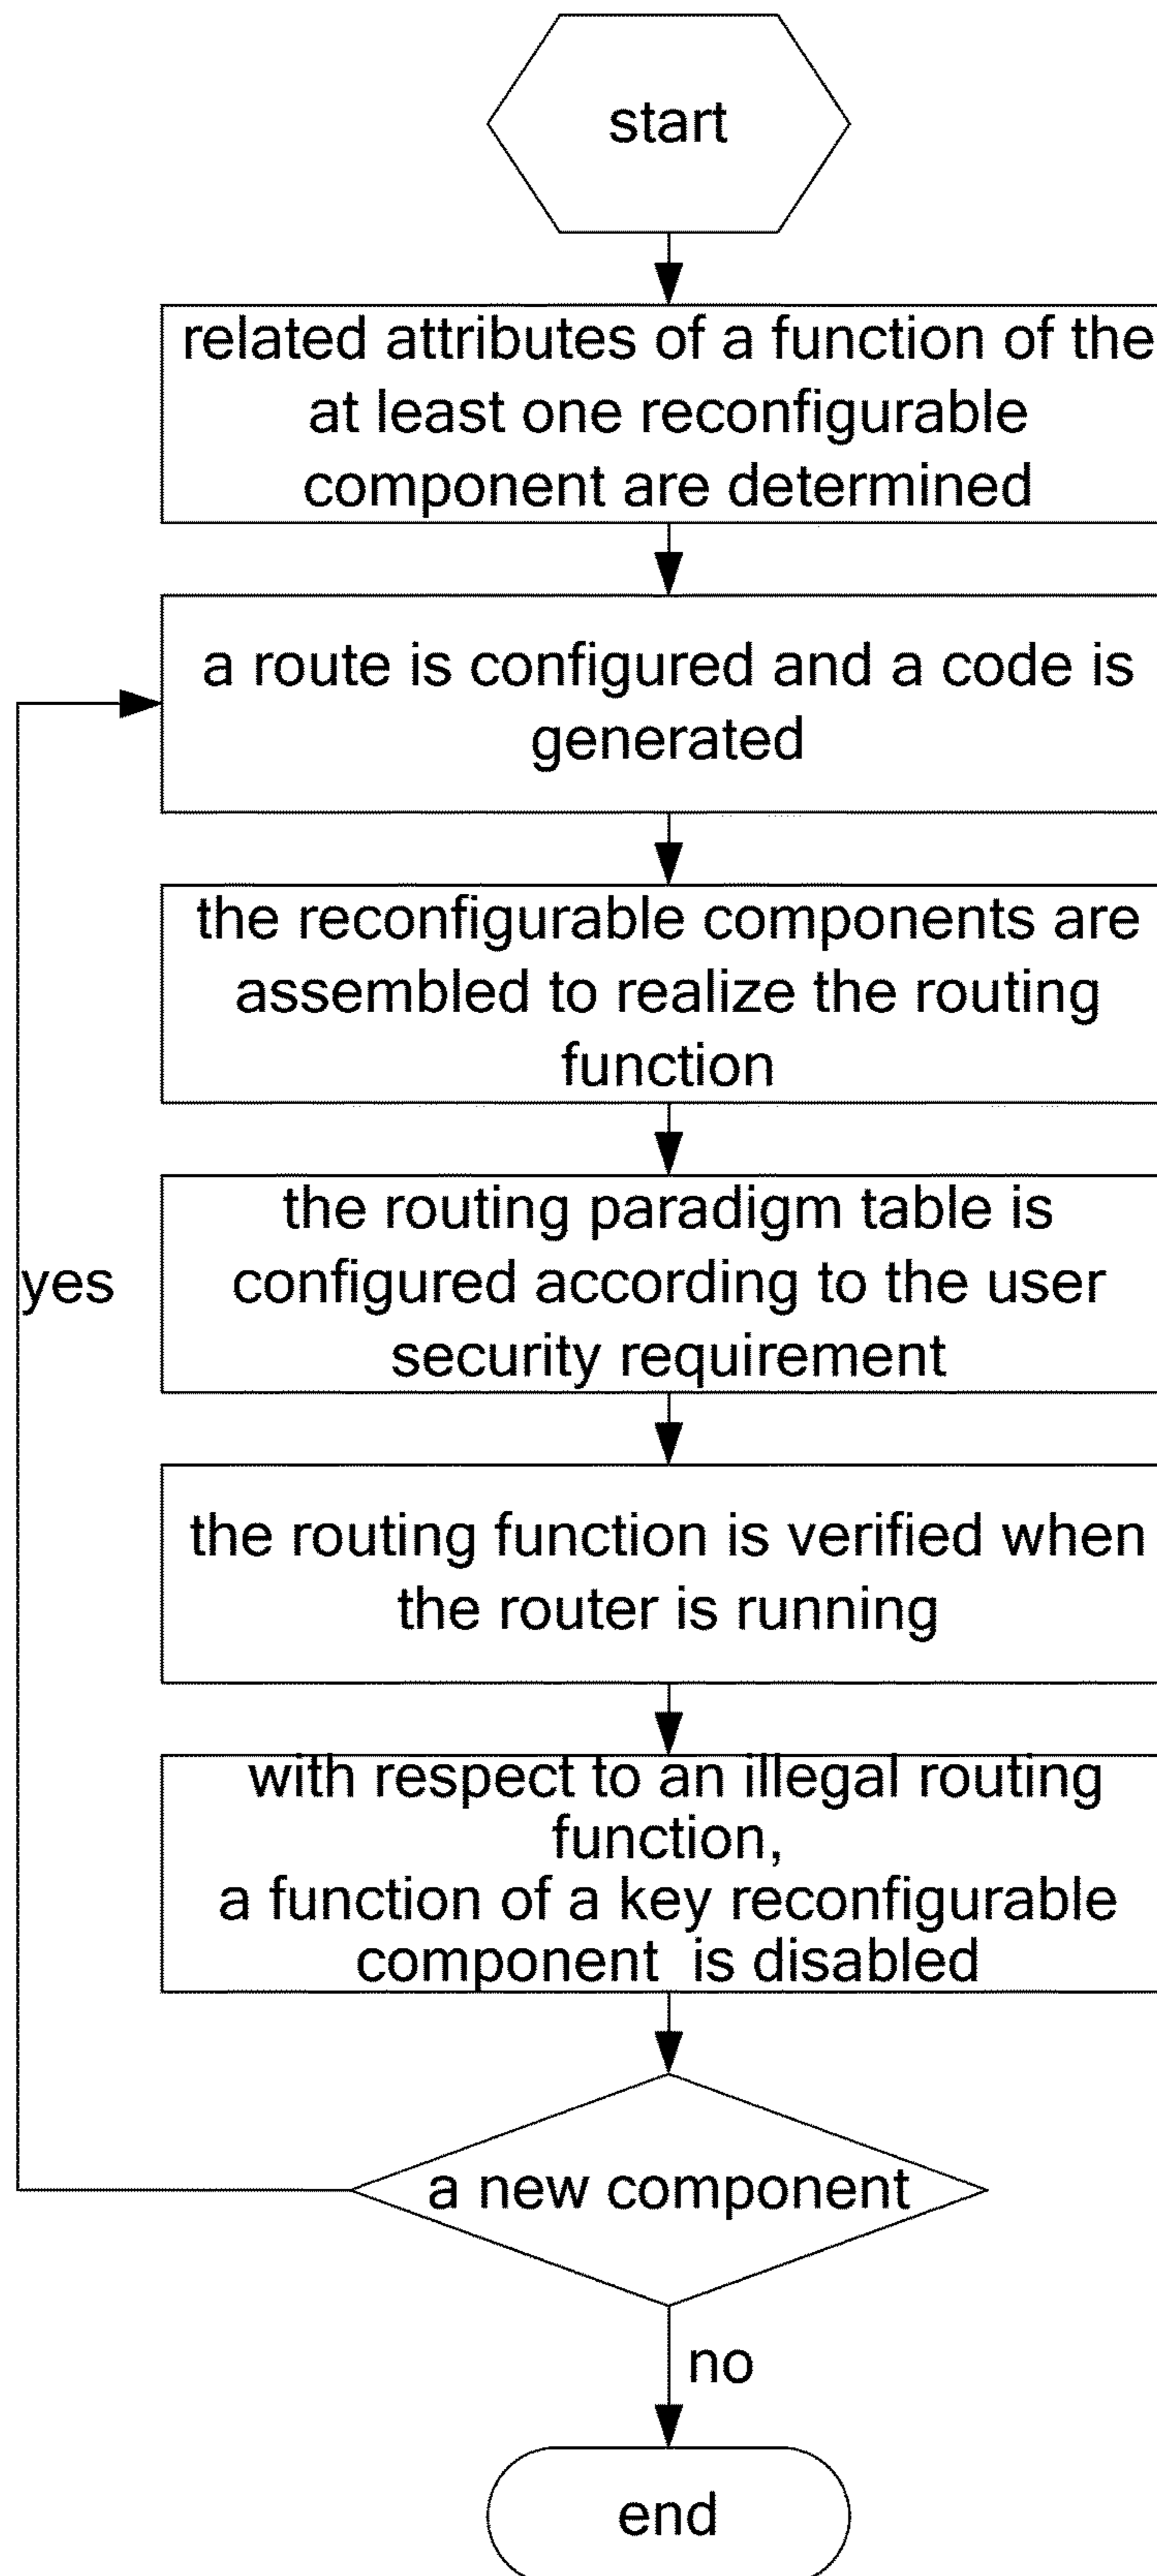 start
related attributes of a function of the
at least one reconfigurable
component are determined
a route is configured and a code is
generated
the reconfigurable components are
assembled to realize the routing
function
the routing paradigm table is
configured according to the user
security requirement
yes
the routing function is verified when
the router is running
with respect to an illegal routing
function,
a function of a key reconfigurable
component is disabled
a new component
no
end